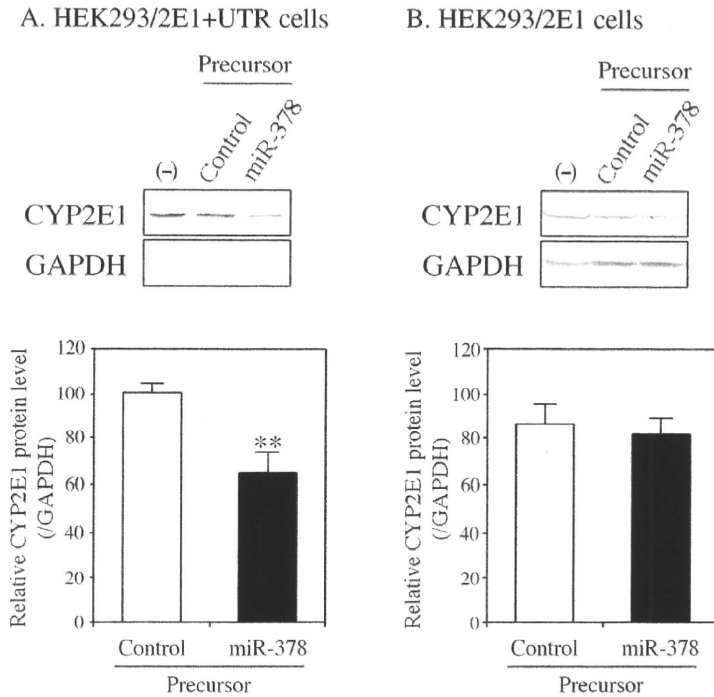 A. HEK293/2E1+UTR cells
Precursor
(-)
Control
miR-378
CYP2E1
GAPDH
Relative CYP2E1 protein level
(/GAPDH)
120
100
80
60
40
20
0
**
Control
miR-378
Precursor
B. HEK293/2E1 cells
Precursor
(-)
Control
miR-378
CYP2E1
GAPDH
Relative CYP2E1 protein level
(/GAPDH)
120
100
80
60
40
20
0
Control
miR-378
Precursor